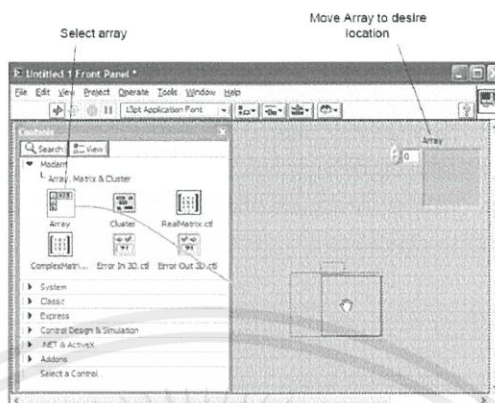 Select array
Move Array to desire
location
Untitled 1 Front Panel *
File Edit View Project Operate Tools Window Help
13pt Application Font
Controls
Search View
Modern
Array, Matrix & Cluster
Array Cluster RealMatrix.ctl
ComplexMatri... Error In 3D.ctl Error Out 3D.ctl
System
Classic
Express
Control Design & Simulation
.NET & ActiveX
Addons
Select a Control...
Array
0